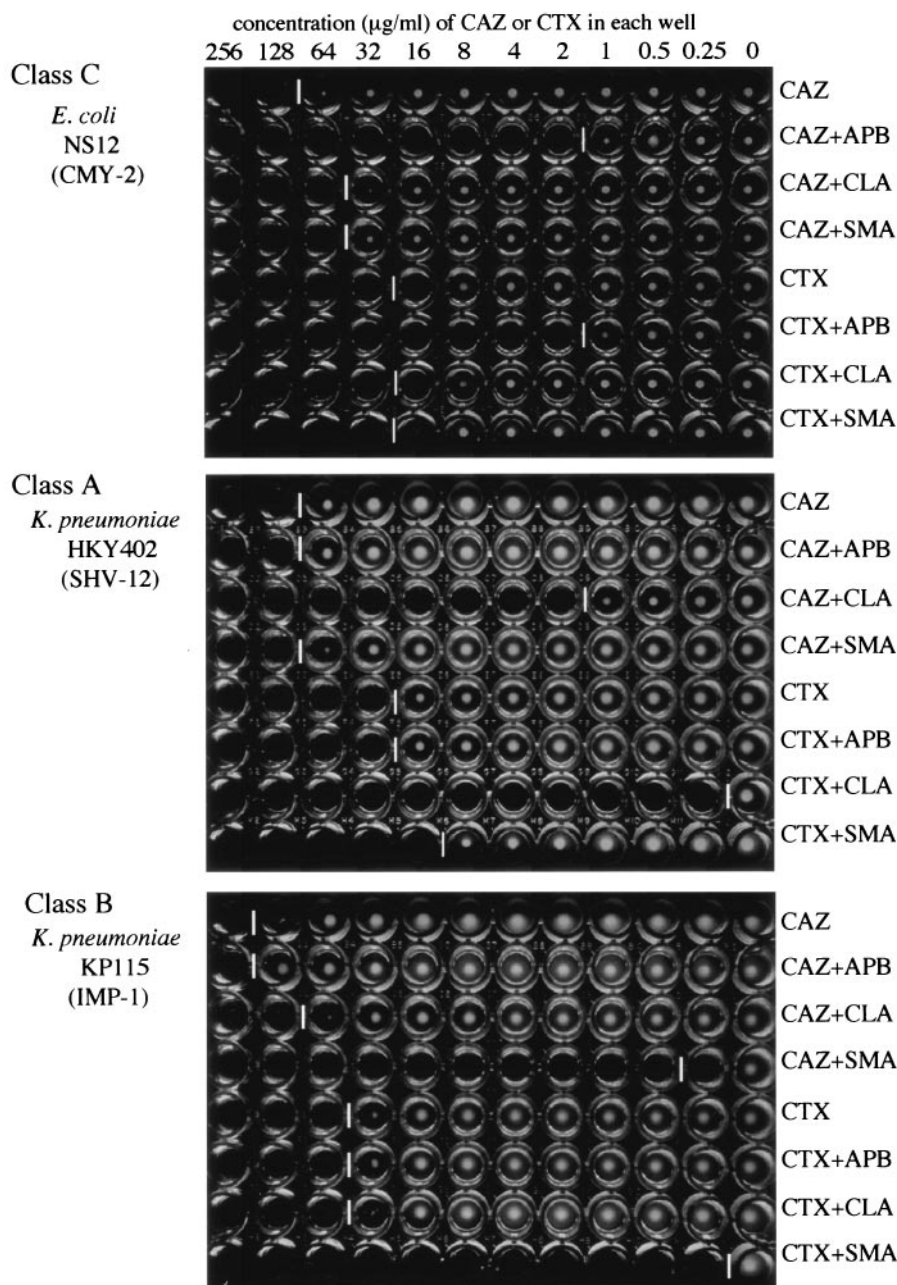 concentration (µg/ml) of CAZ or CTX in each well
256 128 64 32 16 8 4 2 1 0.5 0.25 0
Class C
E. coli
NS12
(CMY-2)
CAZ
CAZ+APB
CAZ+CLA
CAZ+SMA
CTX
CTX+APB
CTX+CLA
CTX+SMA
Class A
K. pneumoniae
HKY402
(SHV-12)
CAZ
CAZ+APB
CAZ+CLA
CAZ+SMA
CTX
CTX+APB
CTX+CLA
CTX+SMA
Class B
K. pneumoniae
KP115
(IMP-1)
CAZ
CAZ+APB
CAZ+CLA
CAZ+SMA
CTX
CTX+APB
CTX+CLA
CTX+SMA